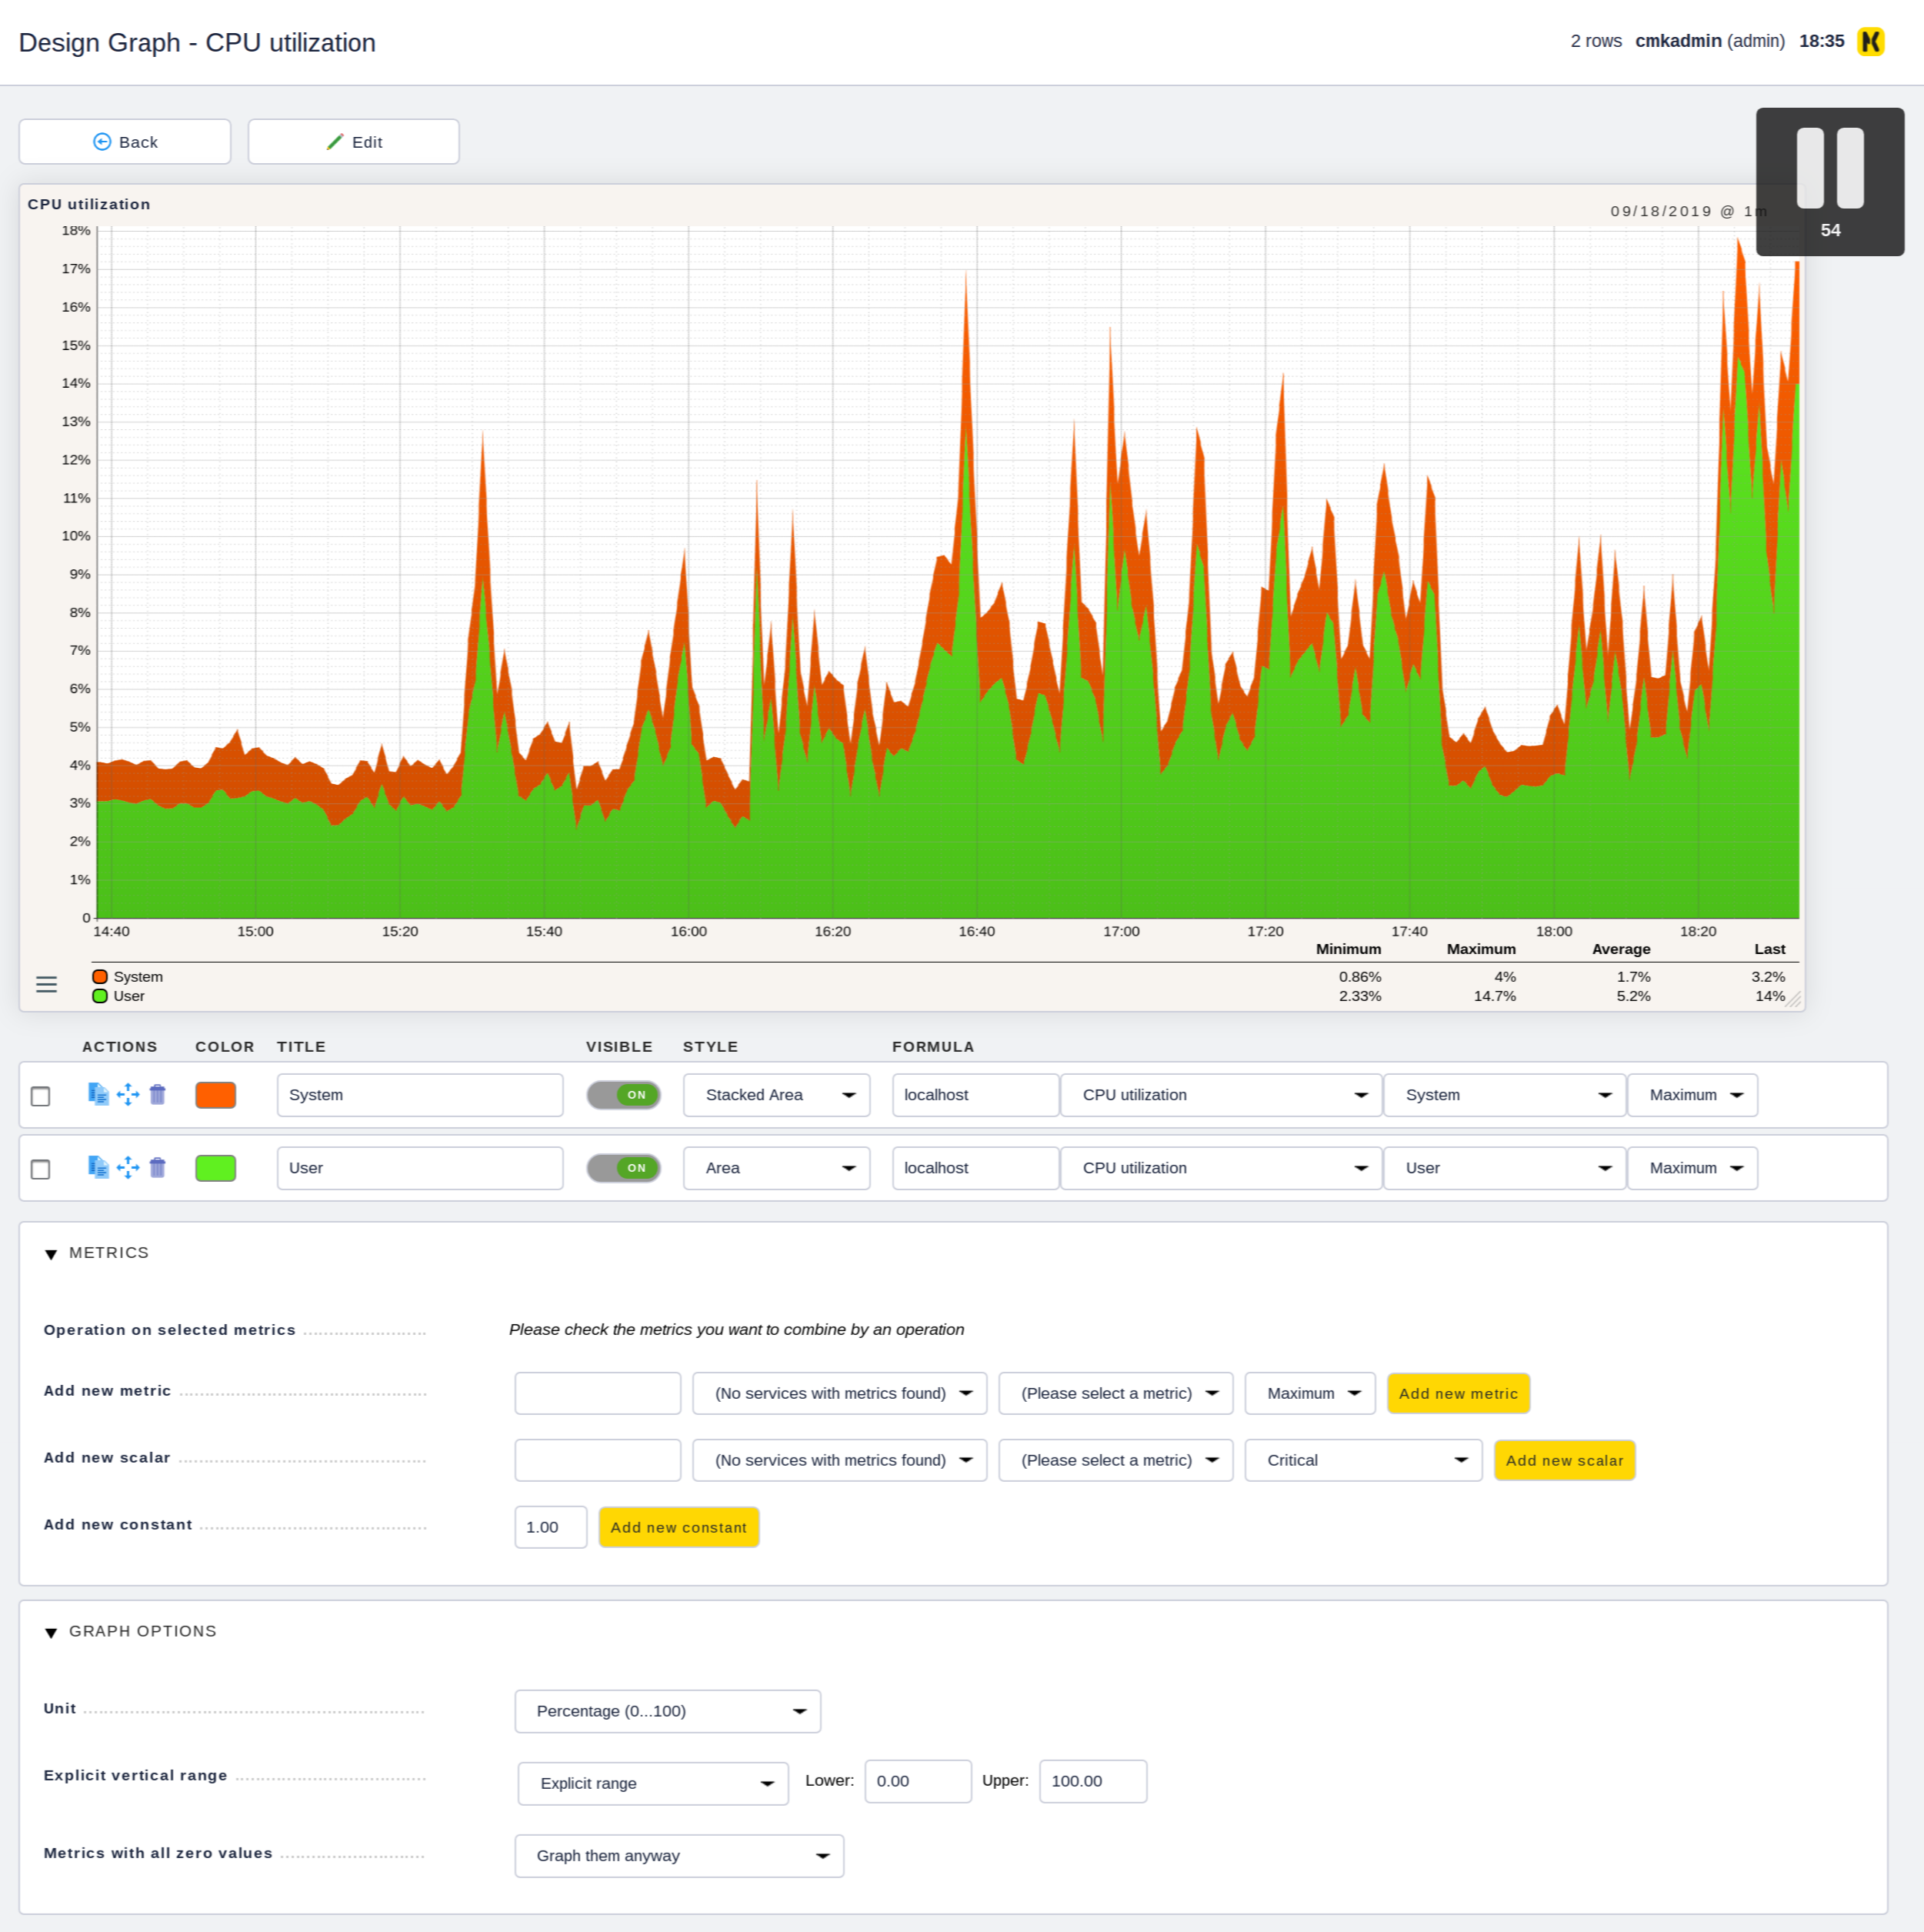 Design Graph - CPU utilization
2 rows cmkadmin (admin) 18:35
Back
Edit
54
CPU utilization
09/18/2019 @ 1m
18%
17%
16%
15%
14%
13%
12%
11%
10%
9%
8%
7%
6%
5%
4%
3%
2%
1%
0
14:40 15:00 15:20 15:40 16:00 16:20 16:40 17:00 17:20 17:40 18:00 18:20
Minimum Maximum Average Last
System 0.86% 4% 1.7% 3.2%
User 2.33% 14.7% 5.2% 14%
ACTIONS COLOR TITLE VISIBLE STYLE FORMULA
System ON Stacked Area localhost CPU utilization System Maximum
User ON Area localhost CPU utilization User Maximum
METRICS
Operation on selected metrics Please check the metrics you want to combine by an operation
Add new metric (No services with metrics found) (Please select a metric) Maximum Add new metric
Add new scalar (No services with metrics found) (Please select a metric) Critical Add new scalar
Add new constant 1.00 Add new constant
GRAPH OPTIONS
Unit Percentage (0...100)
Explicit vertical range Explicit range Lower: 0.00 Upper: 100.00
Metrics with all zero values Graph them anyway